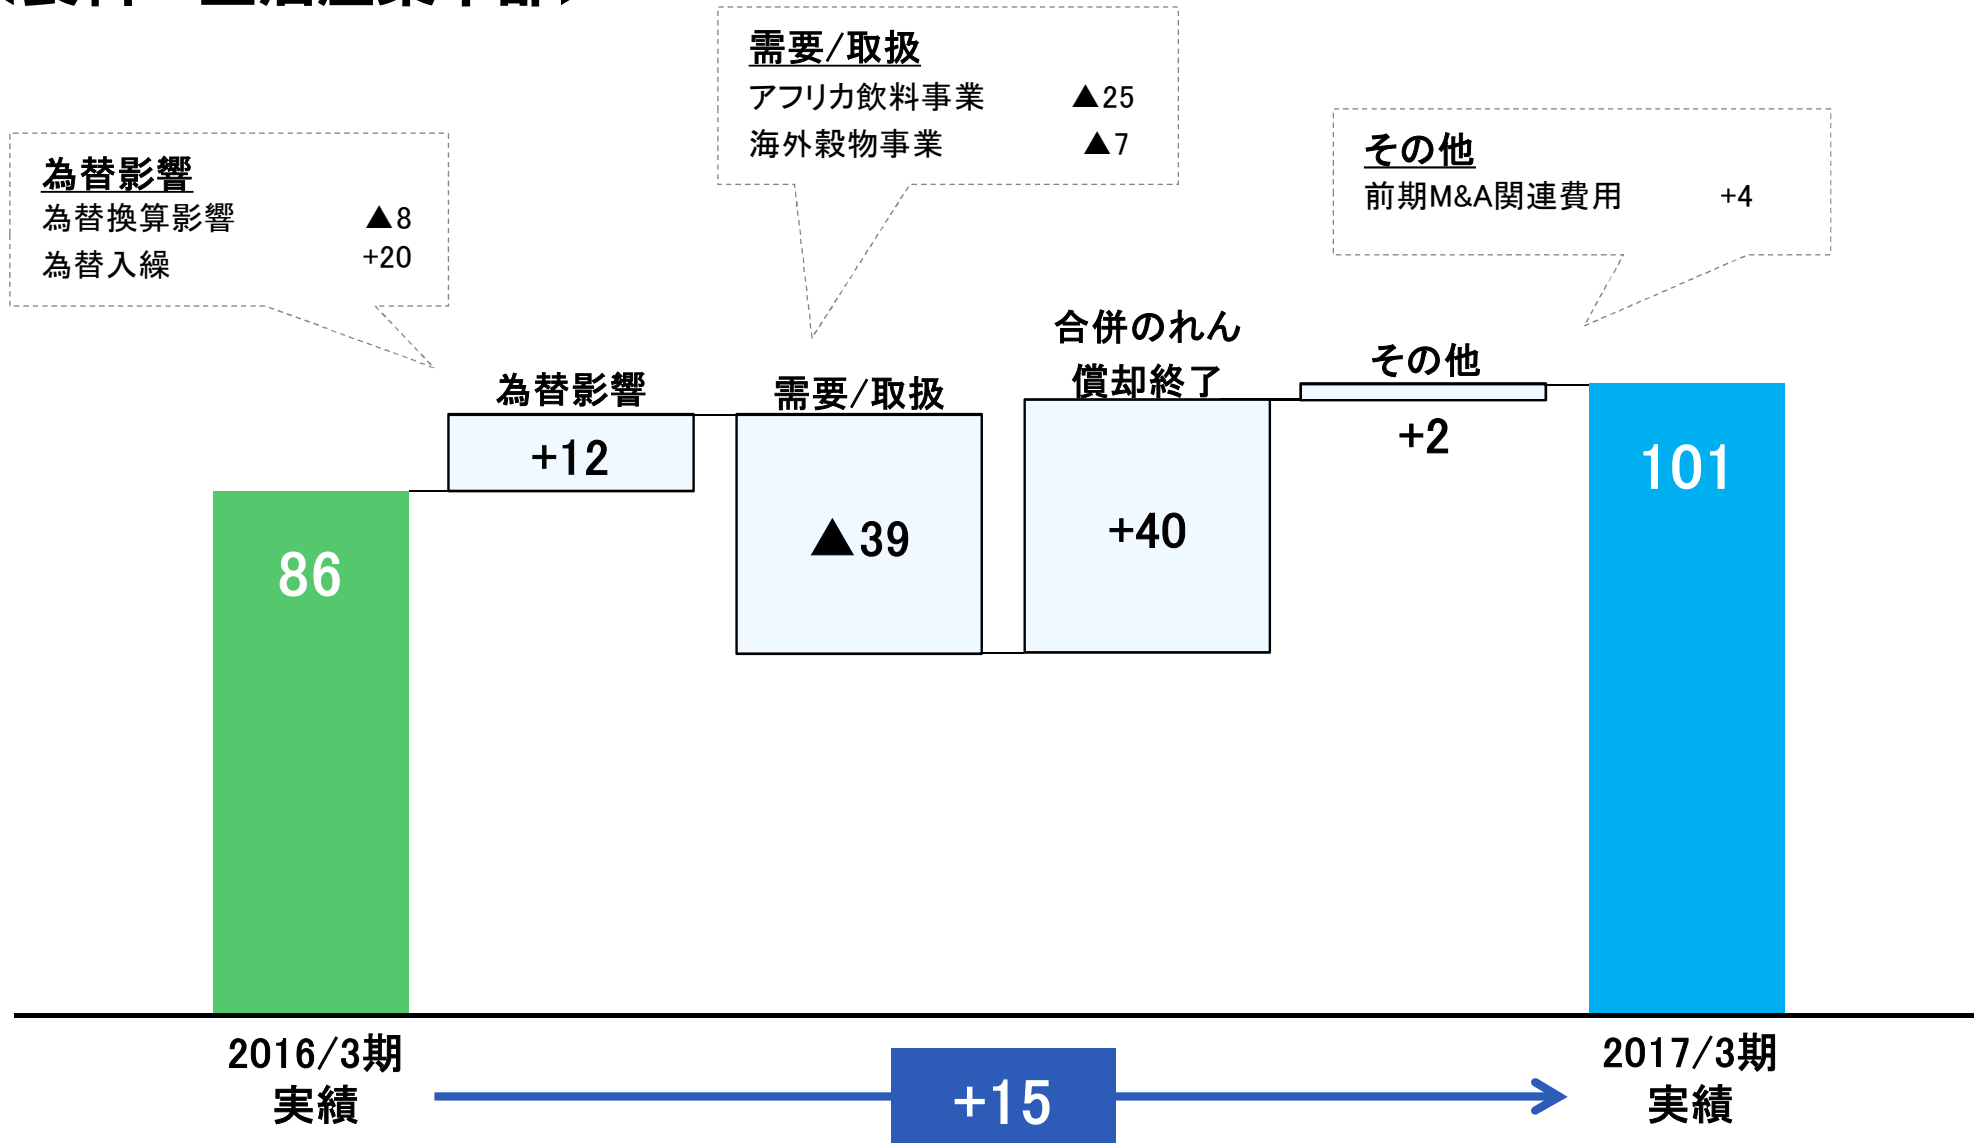 為替影響
為替換算影響 ▲8
為替入繰 +20
需要/取扱
アフリカ飲料事業 ▲25
海外穀物事業 ▲7
その他
前期M&A関連費用 +4
為替影響
+12
需要/取扱
▲39
合併のれん
償却終了
+40
その他
+2
86
101
2016/3期
実績
+15
2017/3期
実績